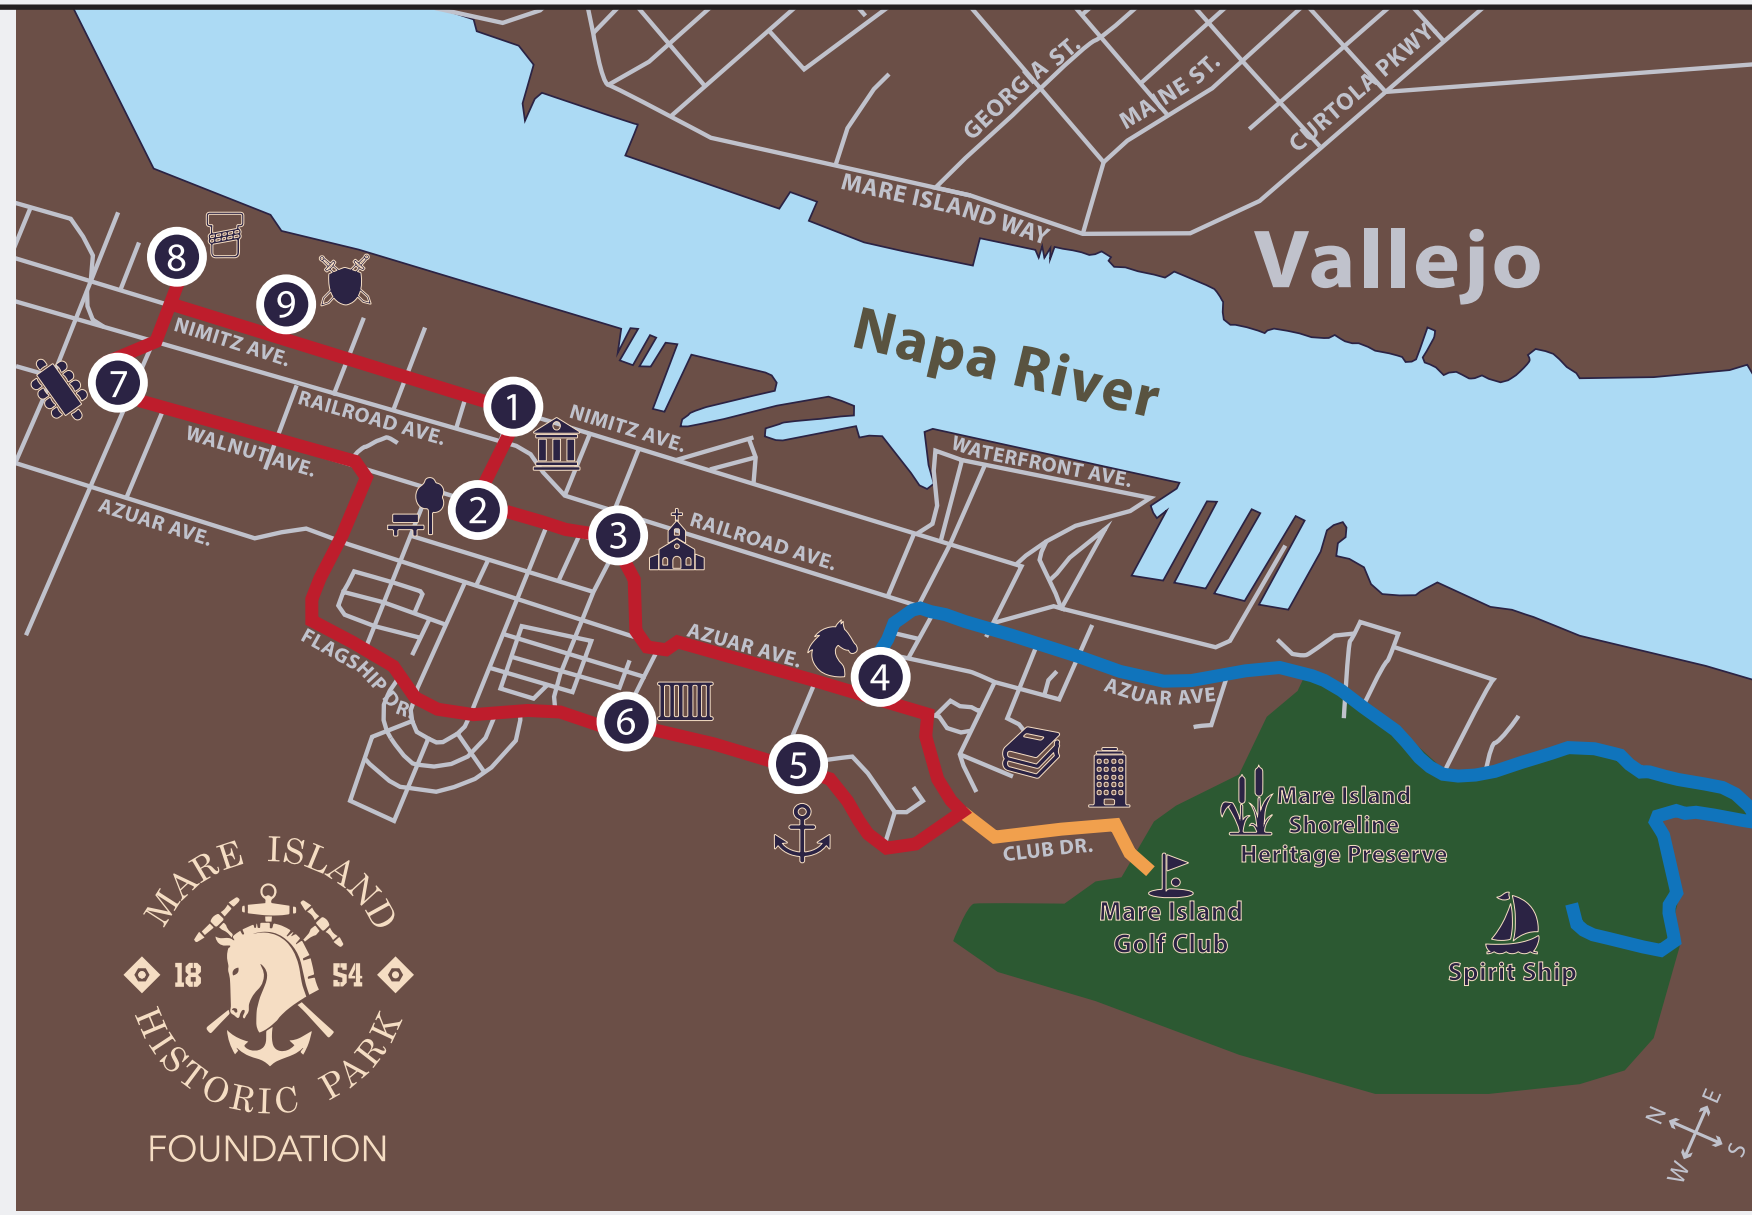 GEORGIA ST.
MAINE ST.
CURTOLA PKWY
MARE ISLAND WAY
Vallejo
Napa River
8
9
NIMITZ AVE.
7
1
RAILROAD AVE.
NIMITZ AVE.
WALNUT AVE.
WATERFRONT AVE.
2
3
AZUAR AVE.
RAILROAD AVE.
FLAGSHIP DR.
AZUAR AVE.
4
AZUAR AVE
6
5
CLUB DR.
Mare Island
Shoreline
Heritage Preserve
Mare Island
Golf Club
Spirit Ship
MARE ISLAND
18 54
HISTORIC PARK
FOUNDATION
N E
W S